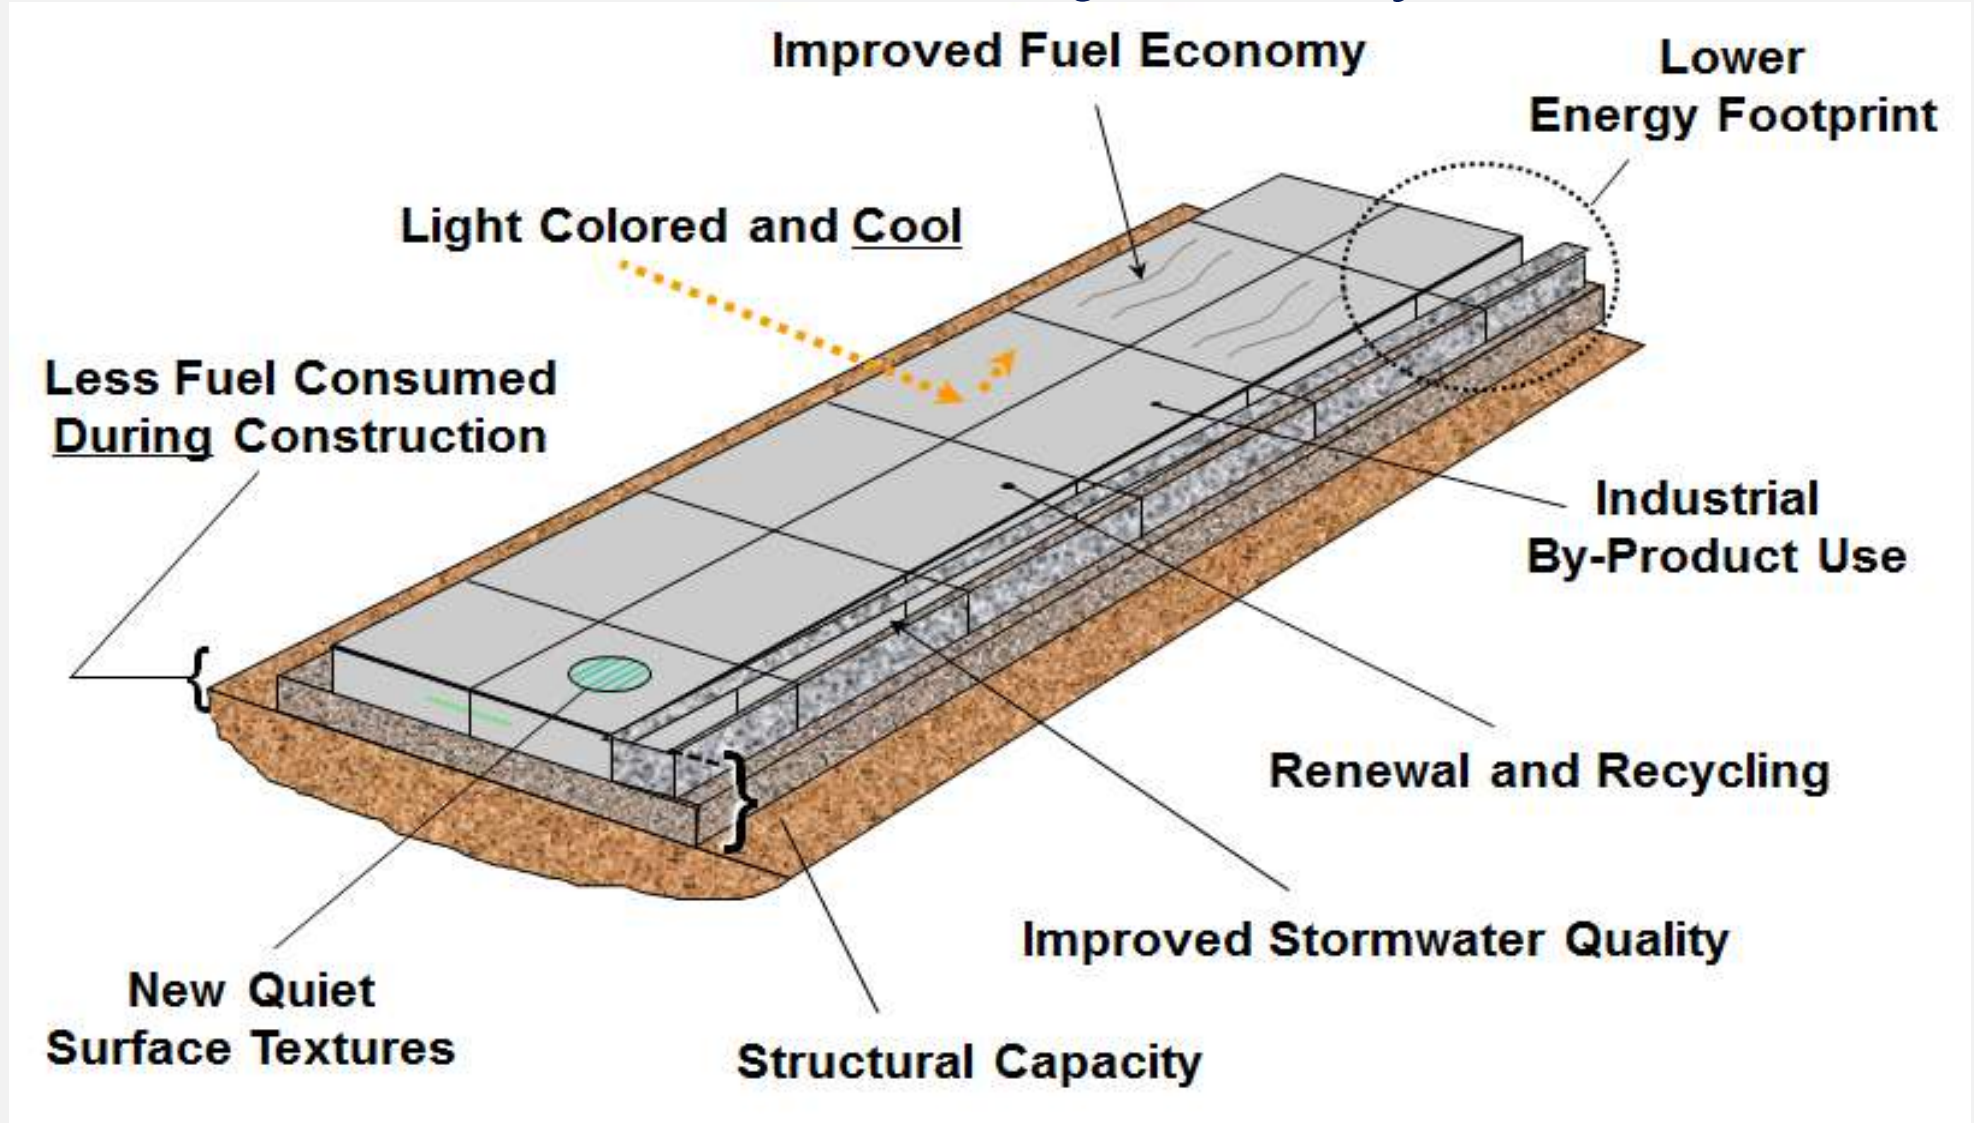 Improved Fuel Economy
Lower
Energy Footprint
Light Colored and Cool
Less Fuel Consumed
During Construction
Industrial
By-Product Use
Renewal and Recycling
Improved Stormwater Quality
New Quiet
Surface Textures
Structural Capacity